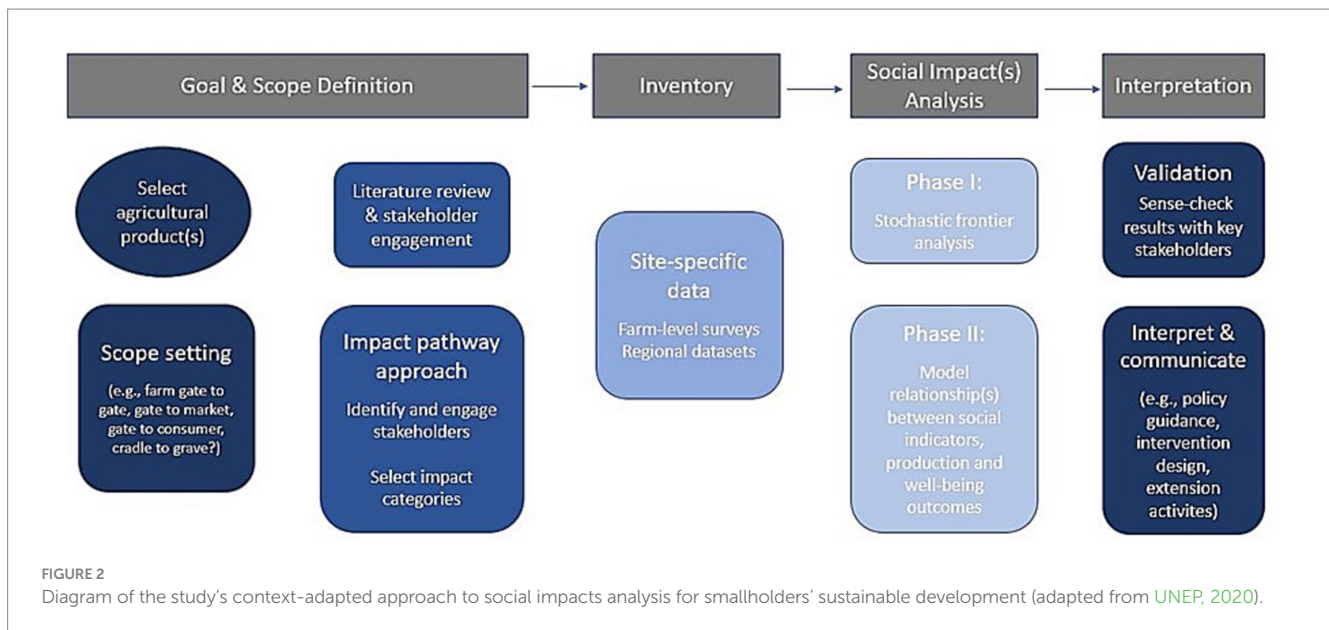 Goal & Scope Definition
Inventory
Social Impact(s)
Analysis
Interpretation
Select
agricultural
product(s)
Literature review
& stakeholder
engagement
Scope setting
(e.g., farm gate to
gate, gate to market,
gate to consumer,
cradle to grave?)
Impact pathway
approach
Identify and engage
stakeholders
Select impact
categories
Site-specific
data
Farm-level surveys
Regional datasets
Phase I:
Stochastic frontier
analysis
Phase II:
Model
relationship(s)
between social
indicators,
production and
well-being
outcomes
Validation
Sense-check
results with key
stakeholders
Interpret &
communicate
(e.g., policy
guidance,
intervention
design,
extension
activites)
FIGURE 2
Diagram of the study's context-adapted approach to social impacts analysis for smallholders' sustainable development (adapted from UNEP, 2020).